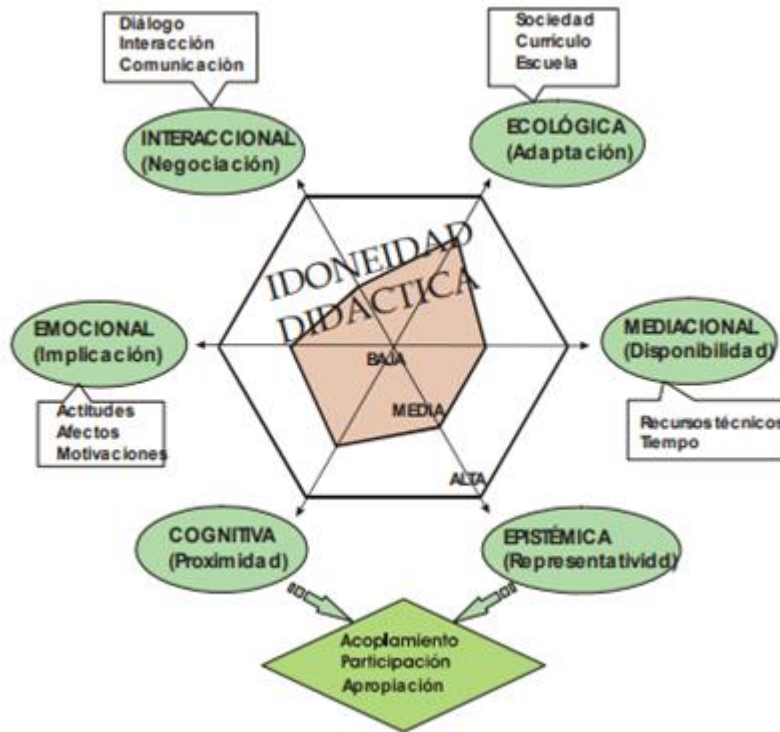 Diálogo
Interacción
Comunicación
Sociedad
Currículo
Escuela
INTERACCIONAL
(Negociación)
ECOLÓGICA
(Adaptación)
IDONEIDAD
DIDACTICA
EMOCIONAL
(Implicación)
MEDIACIONAL
(Disponibilidad)
BAJA
MEDIA
ALTA
Actitudes
Afectos
Motivaciones
Recursos técnicos
Tiempo
COGNITIVA
(Proximidad)
EPISTÉMICA
(Representatividd)
Acoplamiento
Participación
Apropiación